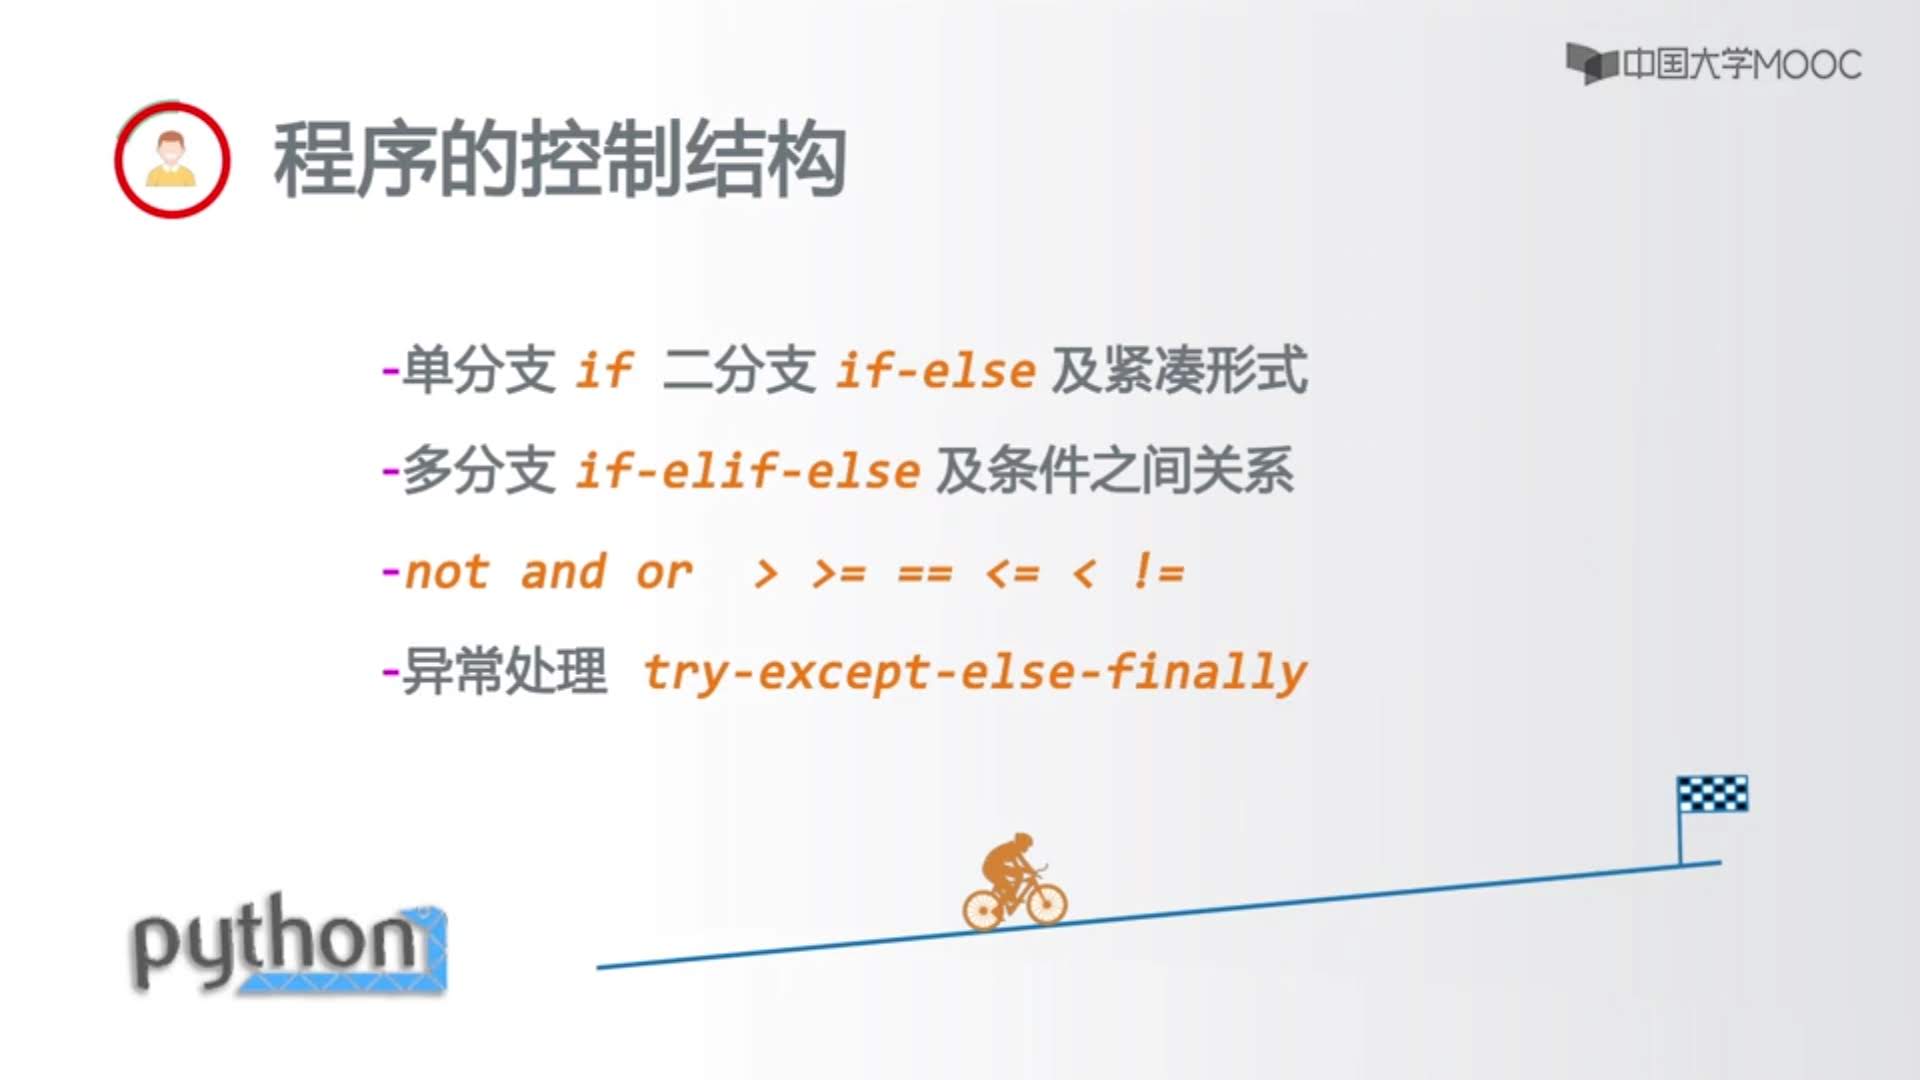 中国大学MOOC
程序的控制结构
-单分支 if 二分支 if-else 及紧凑形式
-多分支 if-elif-else 及条件之间关系
-not and or > >= == <= < !=
-异常处理 try-except-else-finally
python